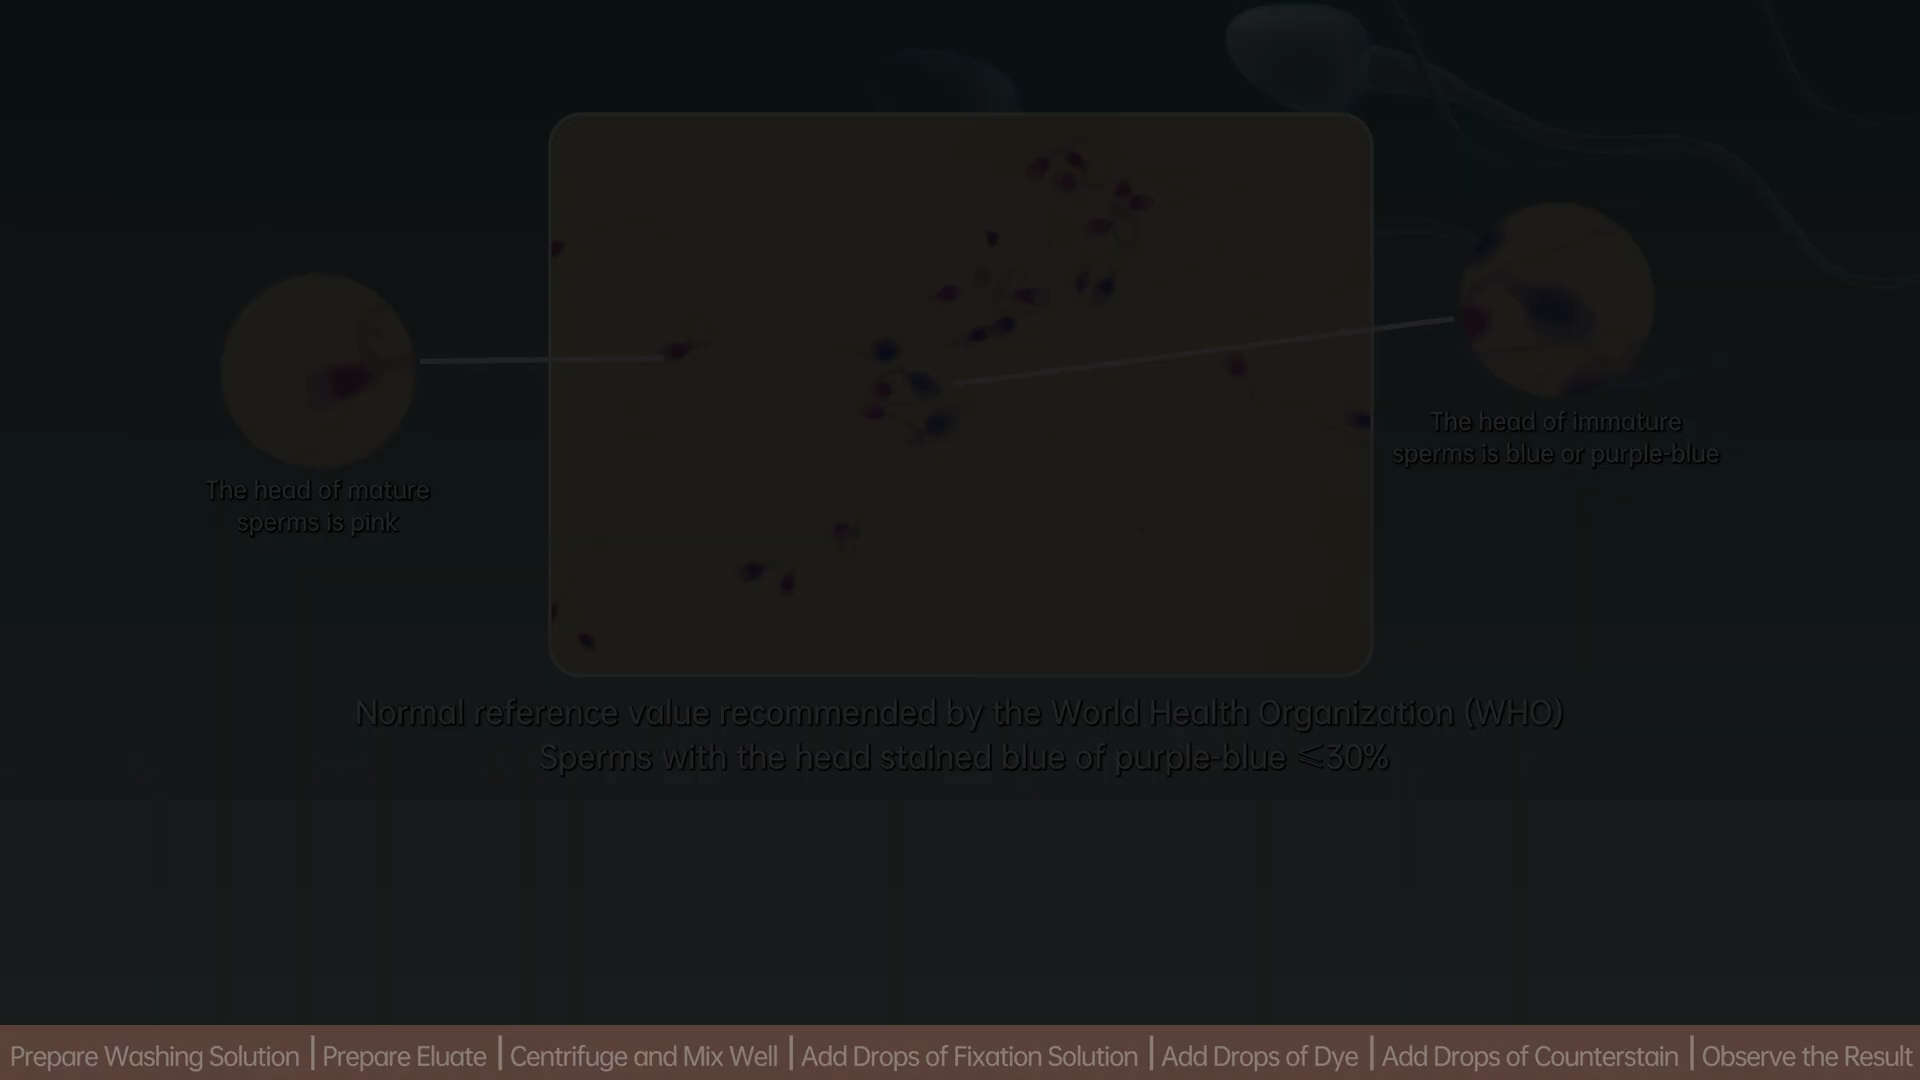 The head of mature
sperms is pink
The head of immature
sperms is blue or purple-blue
Normal reference value recommended by the World Health Organization (WHO)
Sperms with the head stained blue of purple-blue ≤30%
Prepare Washing Solution | Prepare Eluate | Centrifuge and Mix Well | Add Drops of Fixation Solution | Add Drops of Dye | Add Drops of Counterstain | Observe the Result